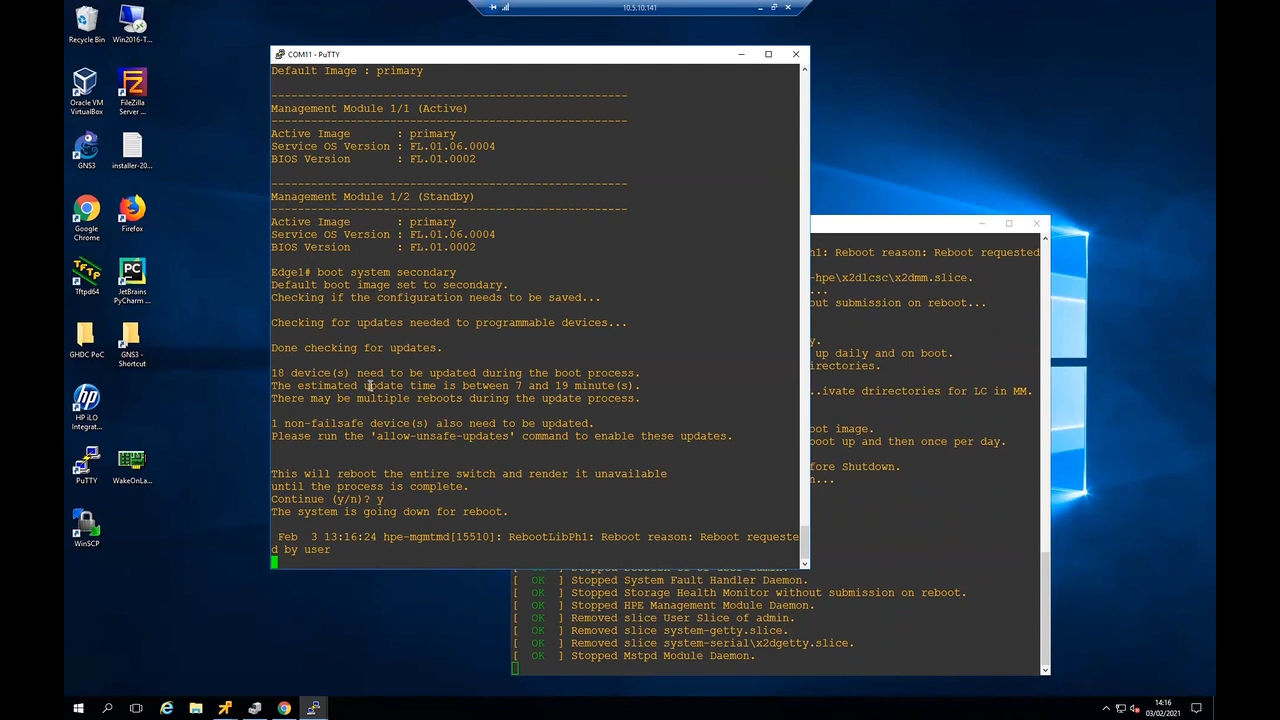 10.5.10.141
Recycle Bin
Win2016-T...
Oracle VM
VirtualBox
FileZilla
Server ...
GNS3
installer-20...
Google
Chrome
Firefox
Tftpd64
JetBrains
PyCharm ...
GHDC PoC
GNS3 -
Shortcut
HP iLO
Integrat...
PuTTY
WakeOnLa...
WinSCP
COM11 - PuTTY
Default Image : primary
-----------------------------------------------------
Management Module 1/1 (Active)
-----------------------------------------------------
Active Image       : primary
Service OS Version : FL.01.06.0004
BIOS Version       : FL.01.0002
-----------------------------------------------------
Management Module 1/2 (Standby)
-----------------------------------------------------
Active Image       : primary
Service OS Version : FL.01.06.0004
BIOS Version       : FL.01.0002
Edge1# boot system secondary
Default boot image set to secondary.
Checking if the configuration needs to be saved...
Checking for updates needed to programmable devices...
Done checking for updates.
18 device(s) need to be updated during the boot process.
The estimated update time is between 7 and 19 minute(s).
There may be multiple reboots during the update process.
1 non-failsafe device(s) also need to be updated.
Please run the 'allow-unsafe-updates' command to enable these updates.
This will reboot the entire switch and render it unavailable
until the process is complete.
Continue (y/n)? y
The system is going down for reboot.
Feb  3 13:16:24 hpe-mgmtmd[15510]: RebootLibPh1: Reboot reason: Reboot requeste
d by user
h1: Reboot reason: Reboot requested
-hpe\x2dlcsc\x2dmm.slice.
...
out submission on reboot...
y.
up daily and on boot.
irectories.
...ivate drirectories for LC in MM.
oot image.
boot up and then once per day.
fore Shutdown.
n...
[  OK  ] Stopped System Fault Handler Daemon.
[  OK  ] Stopped Storage Health Monitor without submission on reboot.
[  OK  ] Stopped HPE Management Module Daemon.
[  OK  ] Removed slice User Slice of admin.
[  OK  ] Removed slice system-getty.slice.
[  OK  ] Removed slice system-serial\x2dgetty.slice.
[  OK  ] Stopped Mstpd Module Daemon.
14:16
03/02/2021